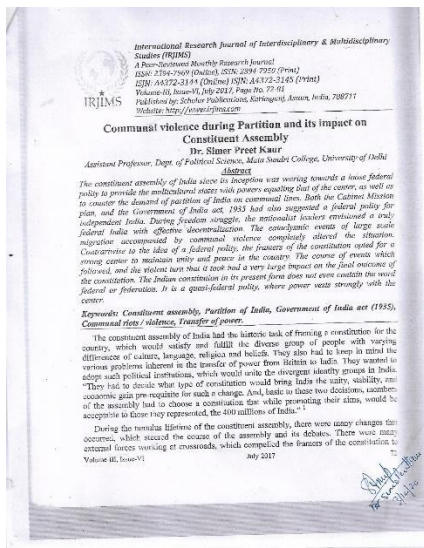 International Research Journal of Interdisciplinary & Multidisciplinary
Studies (IRJIMS)
A Peer-Reviewed Monthly Research Journal
ISSN: 2394-7969 (Online), ISSN: 2394-7950 (Print)
ISJN: A4372-3144 (Online) ISJN: A4372-3145 (Print)
Volume-III, Issue-VI, July 2017, Page No. 72-81
Published by: Scholar Publications, Karimganj, Assam, India, 788711
Website: http://www.irjims.com
IRJIMS
Communal violence during Partition and its impact on
Constituent Assembly
Dr. Simer Preet Kaur
Assistant Professor, Dept. of Political Science, Mata Sundri College, University of Delhi
Abstract
The constituent assembly of India since its inception was working towards a loose federal
polity to provide the multicultural states with powers equating that of the center, as well as
to counter the demand of partition of India on communal lines. Both the Cabinet Mission
plan, and the Government of India act, 1935 had also suggested a federal policy for
independent India. During freedom struggle, the nationalist leaders envisioned a truly
federal India with effective decentralization. The cataclysmic events of large scale
migration accompanied by communal violence completely altered the situation.
Contrariwise to the idea of a federal polity, the framers of the constitution opted for a
strong center to maintain unity and peace in the country. The course of events which
followed, and the violent turn that it took had a very large impact on the final outcome of
the constitution. The Indian constitution in its present form does not even contain the word
federal or federation. It is a quasi-federal polity, where power vests strongly with the
center.
Keywords: Constituent assembly, Partition of India, Government of India act (1935),
Communal riots / violence, Transfer of power.
The constituent assembly of India had the historic task of framing a constitution for the
country, which would satisfy and fulfill the diverse group of people with varying
differences of culture, language, religion and beliefs. They also had to keep in mind the
various problems inherent in the transfer of power from Britain to India. They wanted to
adopt such political institutions, which would unite the divergent identity groups in India.
"They had to decide what type of constitution would bring India the unity, stability, and
economic gain pre-requisite for such a change. And, basic to these two decisions, members
of the assembly had to choose a constitution that while promoting their aims, would be
acceptable to those they represented, the 400 millions of India." 1
During the tumulus lifetime of the constituent assembly, there were many changes that
occurred, which steered the course of the assembly and its debates. There were many
external forces working at crossroads, which compelled the framers of the constitution to
Volume-III, Issue-VI July 2017 72